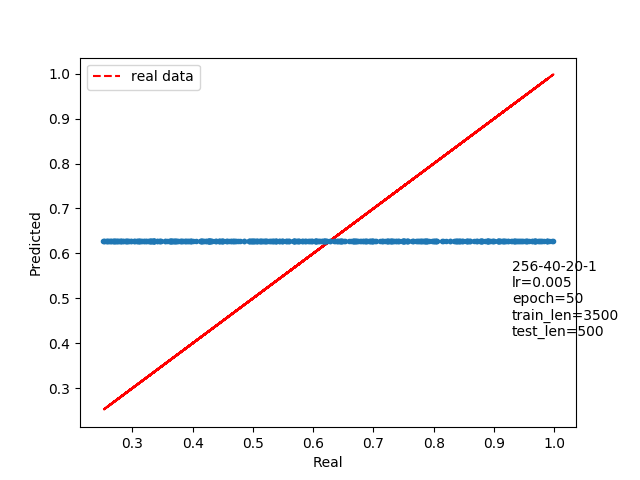 real data
1.0
0.9
0.8
0.7
0.6
0.5
0.4
0.3
Predicted
256-40-20-1
lr=0.005
epoch=50
train_len=3500
test_len=500
0.3 0.4 0.5 0.6 0.7 0.8 0.9 1.0
Real